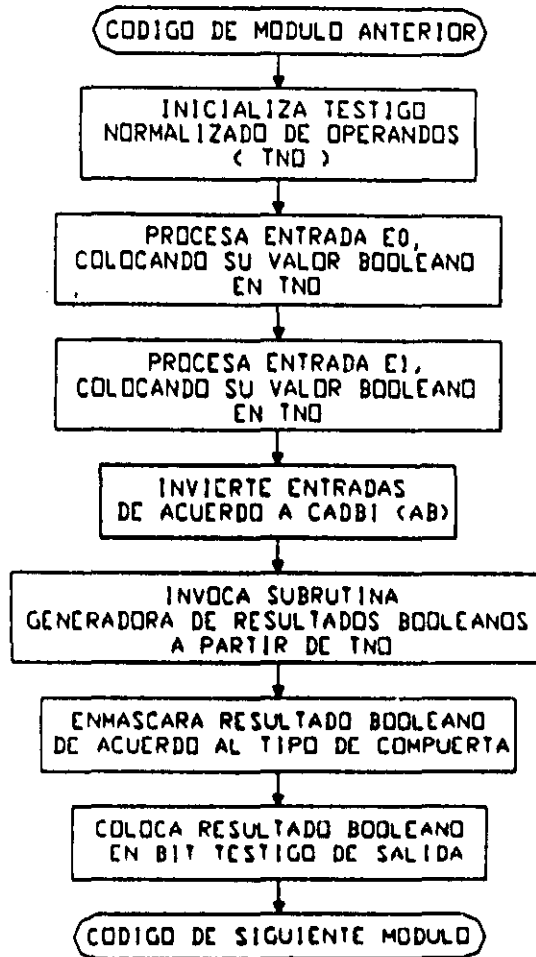 CODIGO DE MODULO ANTERIOR
INICIALIZA TESTIGO
NORMALIZADO DE OPERANDOS
( TNO )
PROCESA ENTRADA E0,
COLOCANDO SU VALOR BOOLEANO
EN TNO
PROCESA ENTRADA E1,
COLOCANDO SU VALOR BOOLEANO
EN TNO
INVIERTE ENTRADAS
DE ACUERDO A CADBI (AB)
INVOCA SUBRUTINA
GENERADORA DE RESULTADOS BOOLEANOS
A PARTIR DE TNO
ENMASCARA RESULTADO BOOLEANO
DE ACUERDO AL TIPO DE COMPUERTA
COLOCA RESULTADO BOOLEANO
EN BIT TESTIGO DE SALIDA
CODIGO DE SIGUIENTE MODULO